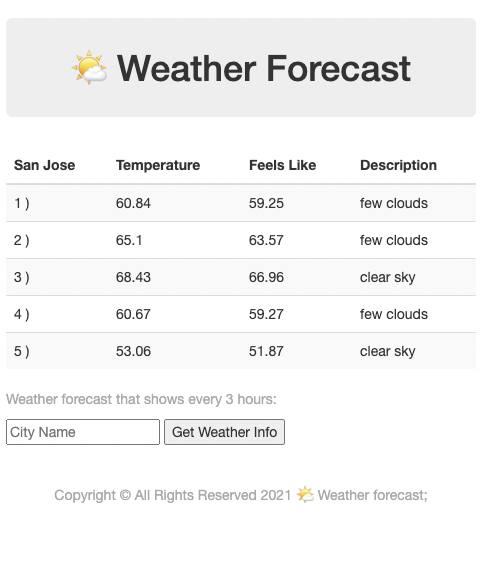 🌤 Weather Forecast
San Jose Temperature Feels Like Description
1 ) 60.84 59.25 few clouds
2 ) 65.1 63.57 few clouds
3 ) 68.43 66.96 clear sky
4 ) 60.67 59.27 few clouds
5 ) 53.06 51.87 clear sky
Weather forecast that shows every 3 hours:
City Name Get Weather Info
Copyright © All Rights Reserved 2021 🌤 Weather forecast;